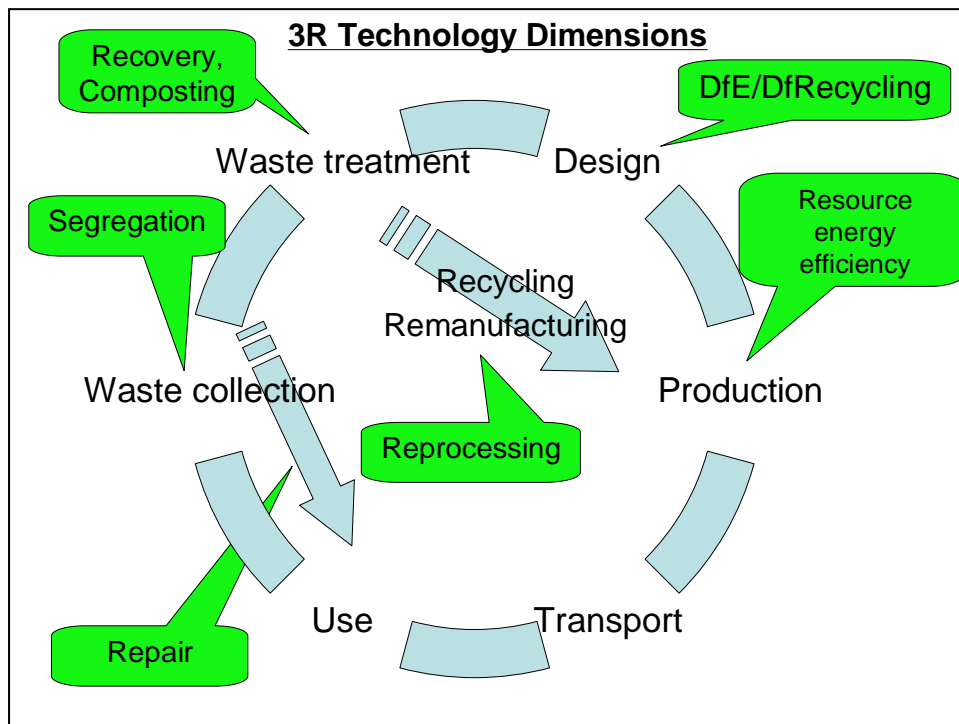 3R Technology Dimensions
Recovery,
Composting
DfE/DfRecycling
Waste treatment
Design
Segregation
Resource
energy
efficiency
Recycling
Remanufacturing
Waste collection
Production
Reprocessing
Use
Transport
Repair